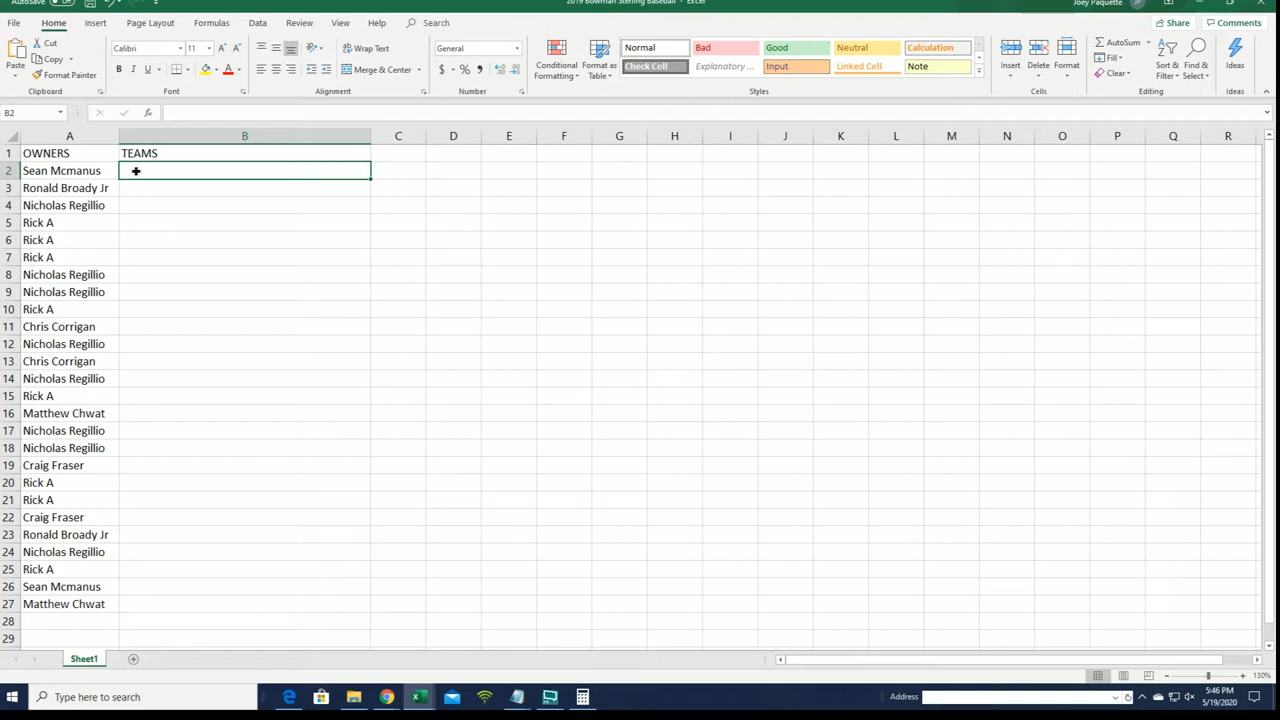 AutoSave Off 2019 Bowman Sterling Baseball - Excel Joey Paquette JP
File Home Insert Page Layout Formulas Data Review View Help Search Share Comments
Paste Cut Copy Format Painter Clipboard
Calibri 11 B I U A Font
Wrap Text Merge & Center Alignment
General $ % Number
Conditional Formatting Format as Table
Normal Bad Good Neutral Calculation
Check Cell Explanatory ... Input Linked Cell Note
Styles
Insert Delete Format Cells
AutoSum Fill Clear Sort & Filter Find & Select Editing
Ideas Ideas
B2 fx
A B C D E F G H I J K L M N O P Q R
1 OWNERS TEAMS
2 Sean Mcmanus
3 Ronald Broady Jr
4 Nicholas Regillio
5 Rick A
6 Rick A
7 Rick A
8 Nicholas Regillio
9 Nicholas Regillio
10 Rick A
11 Chris Corrigan
12 Nicholas Regillio
13 Chris Corrigan
14 Nicholas Regillio
15 Rick A
16 Matthew Chwat
17 Nicholas Regillio
18 Nicholas Regillio
19 Craig Fraser
20 Rick A
21 Rick A
22 Craig Fraser
23 Ronald Broady Jr
24 Nicholas Regillio
25 Rick A
26 Sean Mcmanus
27 Matthew Chwat
28
29
Sheet1
130%
Type here to search Address 5:46 PM
5/19/2020